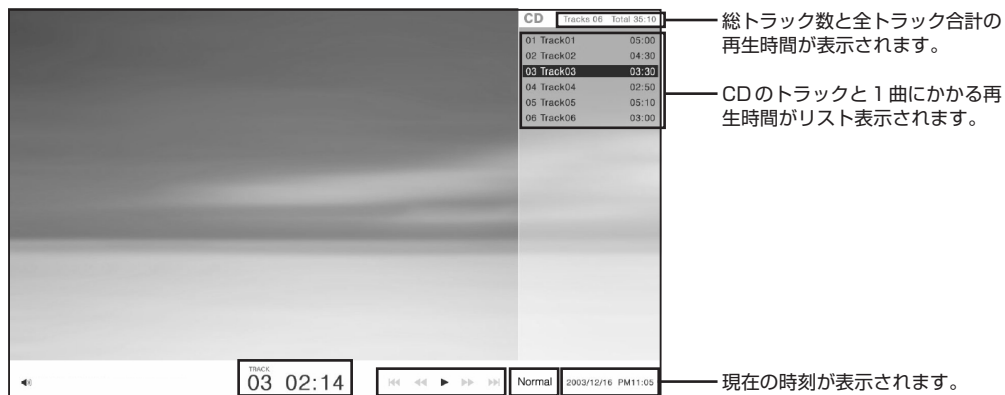 CD Tracks 06 Total 35:10
01 Track01 05:00
02 Track02 04:30
03 Track03 03:30
04 Track04 02:50
05 Track05 05:10
06 Track06 03:00
総トラック数と全トラック合計の
再生時間が表示されます。
CDのトラックと1曲にかかる再
生時間がリスト表示されます。
TRACK
03 02:14
Normal
2003/12/16 PM11:05
現在の時刻が表示されます。